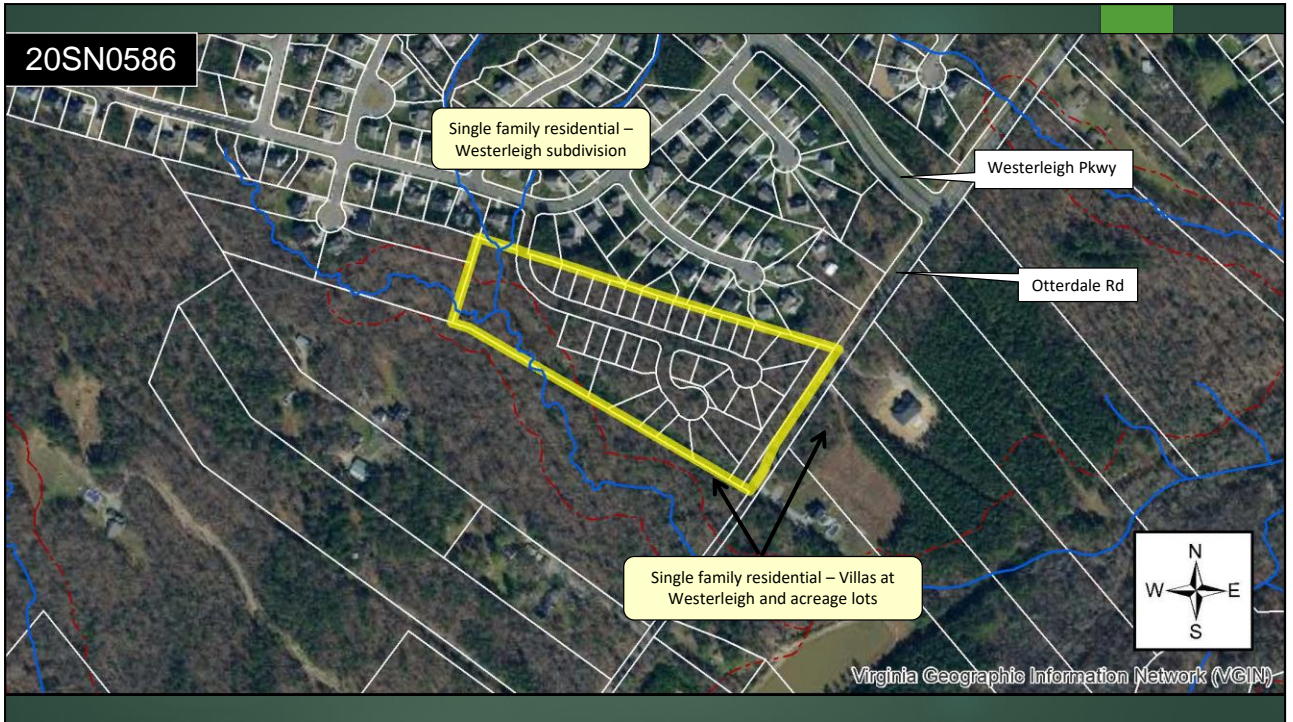 20SN0586
Single family residential –
Westerleigh subdivision
Westerleigh Pkwy
Otterdale Rd
Single family residential – Villas at
Westerleigh and acreage lots
N
W
E
S
Virginia Geographic Information Network (VGIN)